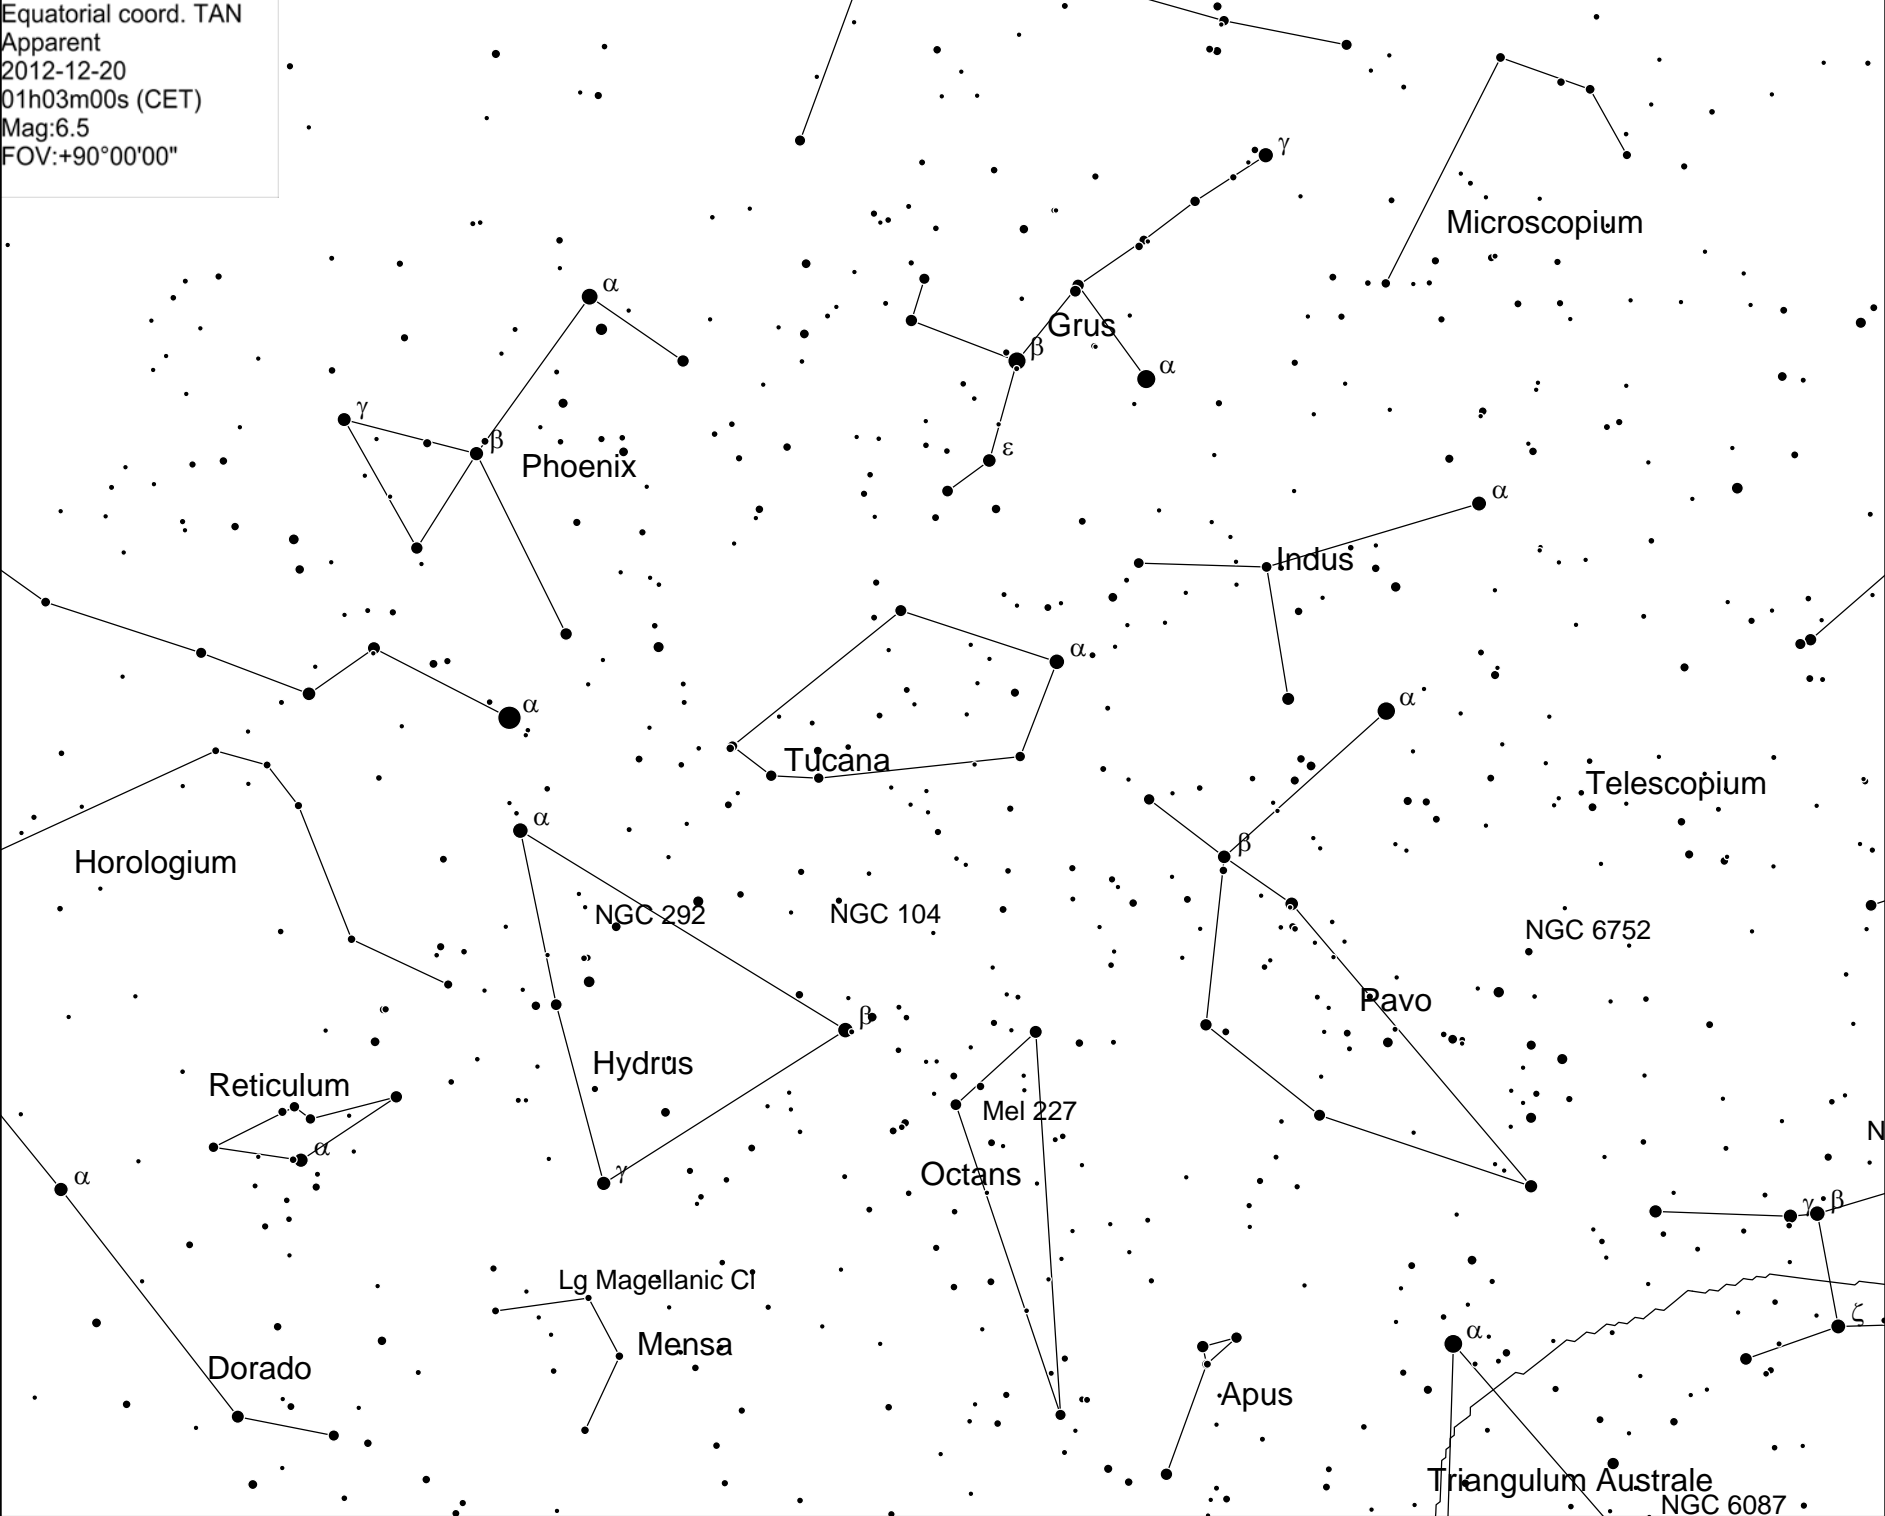 Equatorial coord. TAN
Apparent
2012-12-20
01h03m00s (CET)
Mag:6.5
FOV:+90°00'00"
γ
Microscopium
α
Grus
β
α
γ
β
Phoenix
ε
α
Indus
α
α
α
Tucana
Telescopium
α
β
Horologium
NGC 292
NGC 104
NGC 6752
Pavo
β
Hydrus
Reticulum
Mel 227
N
α
α
γ
Octans
γ β
Lg Magellanic Cl
ζ
α
Mensa
Dorado
Apus
Triangulum Australe
NGC 6087